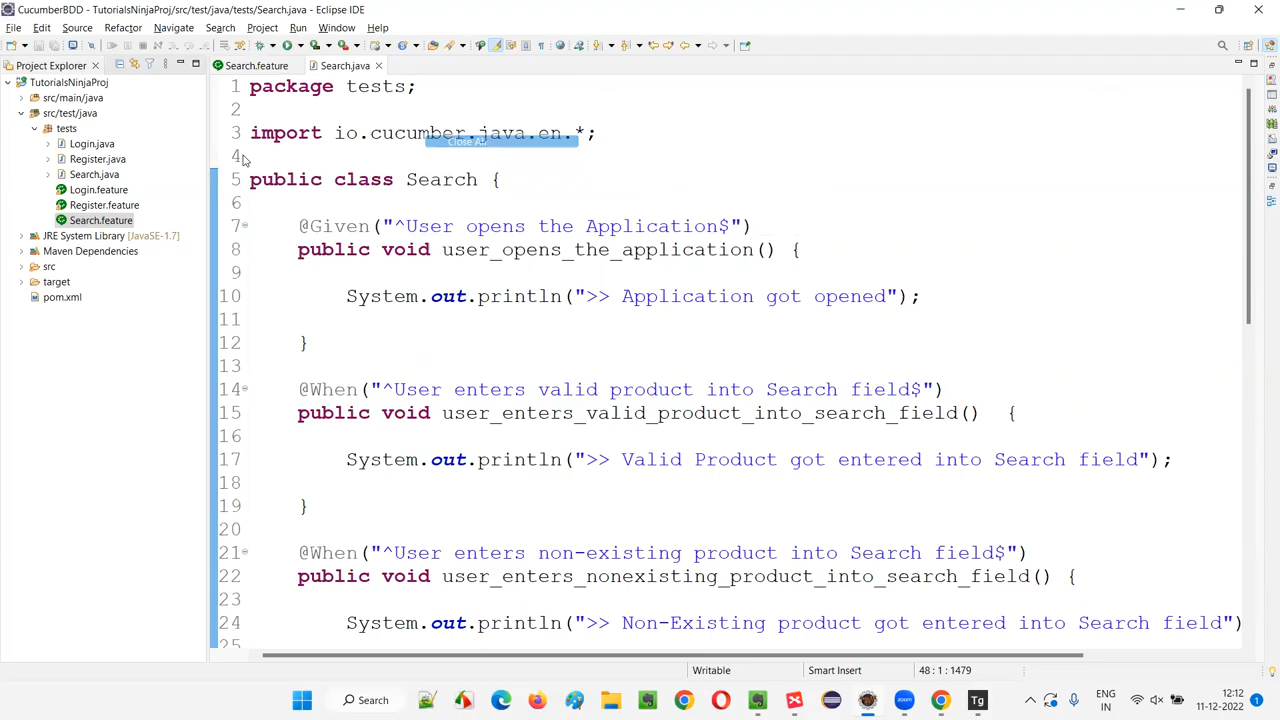 CucumberBDD - TutorialsNinjaProj/src/test/java/tests/Search.java - Eclipse IDE
File Edit Source Refactor Navigate Search Project Run Window Help
Project Explorer
Search.feature
Search.java
TutorialsNinjaProj
src/main/java
src/test/java
tests
Login.java
Register.java
Search.java
Login.feature
Register.feature
Search.feature
JRE System Library [JavaSE-1.7]
Maven Dependencies
src
target
pom.xml
1 package tests;
2
3 import io.cucumber.java.en.*;
Close All
4
5 public class Search {
6
7 @Given("^User opens the Application$")
8 public void user_opens_the_application() {
9
10 System.out.println(">> Application got opened");
11
12 }
13
14 @When("^User enters valid product into Search field$")
15 public void user_enters_valid_product_into_search_field() {
16
17 System.out.println(">> Valid Product got entered into Search field");
18
19 }
20
21 @When("^User enters non-existing product into Search field$")
22 public void user_enters_nonexisting_product_into_search_field() {
23
24 System.out.println(">> Non-Existing product got entered into Search field")
25
Writable
Smart Insert
48 : 1 : 1479
Search
Tg
zoom
ENG
IN
12:12
11-12-2022
1